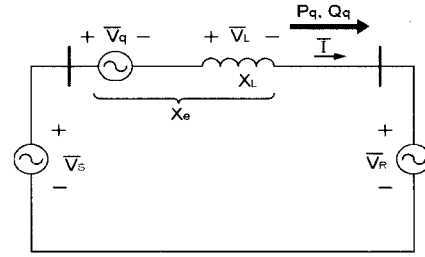 Pq, Qq
+ V̅q − + V̅L − I̅
XL
Xe
+ V̅S −
+ V̅R −